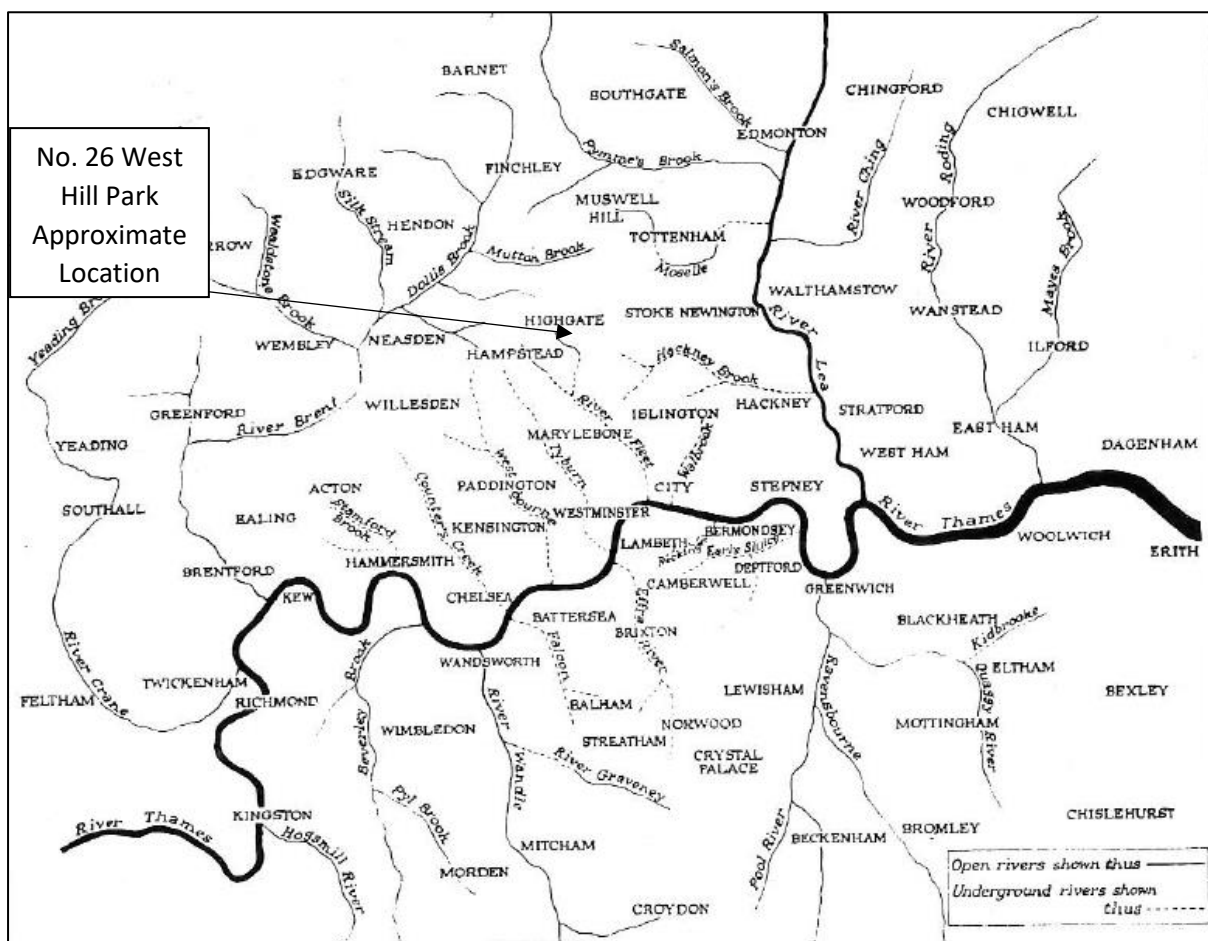 BARNET
SOUTHGATE
Salmon's Brook
CHINGFORD
CHIGWELL
EDMONTON
No. 26 West
Hill Park
Approximate
Location
EDGWARE
FINCHLEY
Pymme's Brook
River Ching
River Roding
WOODFORD
Mayes Brook
Silk Stream
HENDON
MUSWELL
HILL
TOTTENHAM
Moselle
Mutton Brook
Dollis Brook
RROW
Wealdstone
Brook
Yeading Bro
HIGHGATE
STOKE NEWINGTON
WALTHAMSTOW
WANSTEAD
ILFORD
WEMBLEY
NEASDEN
HAMPSTEAD
River Lea
Hackney Brook
GREENFORD
River Brent
WILLESDEN
ISLINGTON
HACKNEY
STRATFORD
YEADING
MARYLEBONE
River Fleet
Walbrook
WEST HAM
EAST HAM
DAGENHAM
SOUTHALL
EALING
ACTON
Stamford
Brook
Counter's Creek
PADDINGTON
West bourne
Tyburn
CITY
STEPNEY
KENSINGTON
WESTMINSTER
River Thames
WOOLWICH
ERITH
HAMMERSMITH
LAMBETH
BERMONDSEY
DEPTFORD
BRENTFORD
KEW
CHELSEA
CAMBERWELL
GREENWICH
BATTERSEA
BRIXTON
Effra River
BLACKHEATH
Kidbrooke
River Crane
FELTHAM
TWICKENHAM
RICHMOND
WANDSWORTH
Falcon
BALHAM
LEWISHAM
Ravensbourne
ELTHAM
BEXLEY
MOTTINGHAM
Quaggy River
Beverley
Brook
WIMBLEDON
STREATHAM
NORWOOD
CRYSTAL
PALACE
River Wandle
River Graveney
River Thames
KINGSTON
Hogsmill River
Pyl Brook
MORDEN
MITCHAM
CROYDON
Pool River
BECKENHAM
BROMLEY
CHISLEHURST
Open rivers shown thus
Underground rivers shown
thus